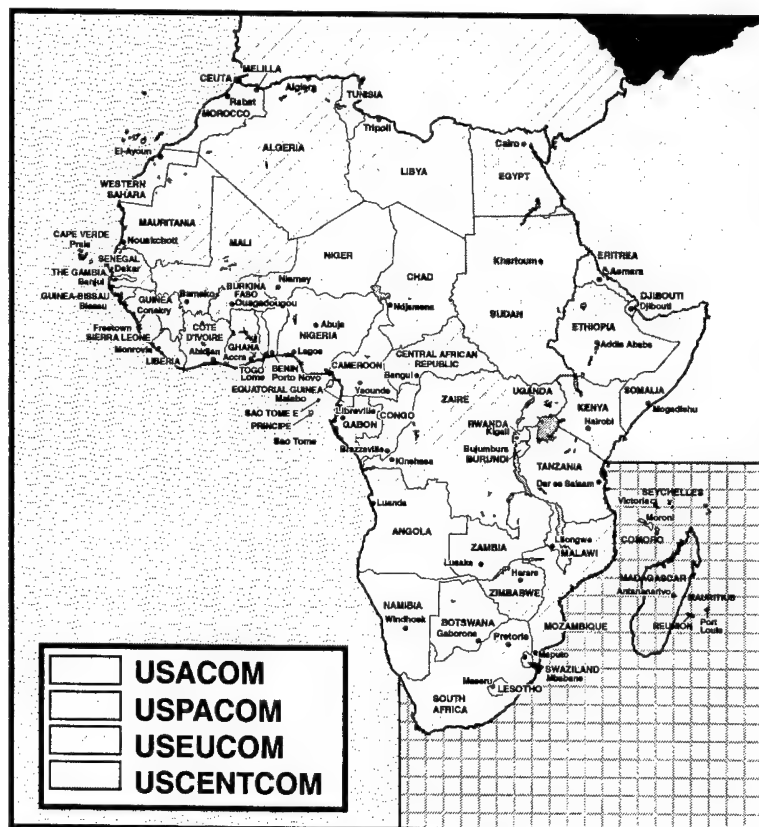 MELILLA
CEUTA
Algiers
TUNISIA
Rabat
MOROCCO
Tripoli
Cairo
El-Ayoun
ALGERIA
LIBYA
EGYPT
WESTERN
SAHARA
MAURITANIA
CAPE VERDE
Praia
Nouakchott
MALI
NIGER
CHAD
Khartoum
ERITREA
Asmara
SENEGAL
Dakar
THE GAMBIA
Banjul
Niamey
BURKINA
FASO
Bamako
Ouagadougou
Ndjamena
SUDAN
DJIBOUTI
Djibouti
GUINEA-BISSAU
Bissau
GUINEA
Conakry
Abuja
NIGERIA
ETHIOPIA
Addis Ababa
Freetown
SIERRA LEONE
Monrovia
LIBERIA
CÔTE
D'IVOIRE
Abidjan
GHANA
Accra
Lagos
TOGO
Lome
BENIN
Porto Novo
CAMEROON
Yaounde
CENTRAL AFRICAN
REPUBLIC
Bangui
EQUATORIAL GUINEA
Malabo
ZAIRE
UGANDA
KENYA
Nairobi
SOMALIA
Mogadishu
SAO TOME E
PRINCIPE
Sao Tome
Libreville
GABON
CONGO
RWANDA
Kigali
Bujumbura
BURUNDI
Brazzaville
Kinshasa
TANZANIA
Dar es Salaam
SEYCHELLES
Victoria
Luanda
Moroni
COMORO
ANGOLA
ZAMBIA
Lusaka
Lilongwe
MALAWI
Harare
ZIMBABWE
MADAGASCAR
Antananarivo
MAURITIUS
Port
Louis
REUNION
NAMIBIA
Windhoek
BOTSWANA
Gaborone
Pretoria
MOZAMBIQUE
Maputo
SWAZILAND
Mbabane
Maseru
LESOTHO
SOUTH
AFRICA
USACOM
USPACOM
USEUCOM
USCENTCOM